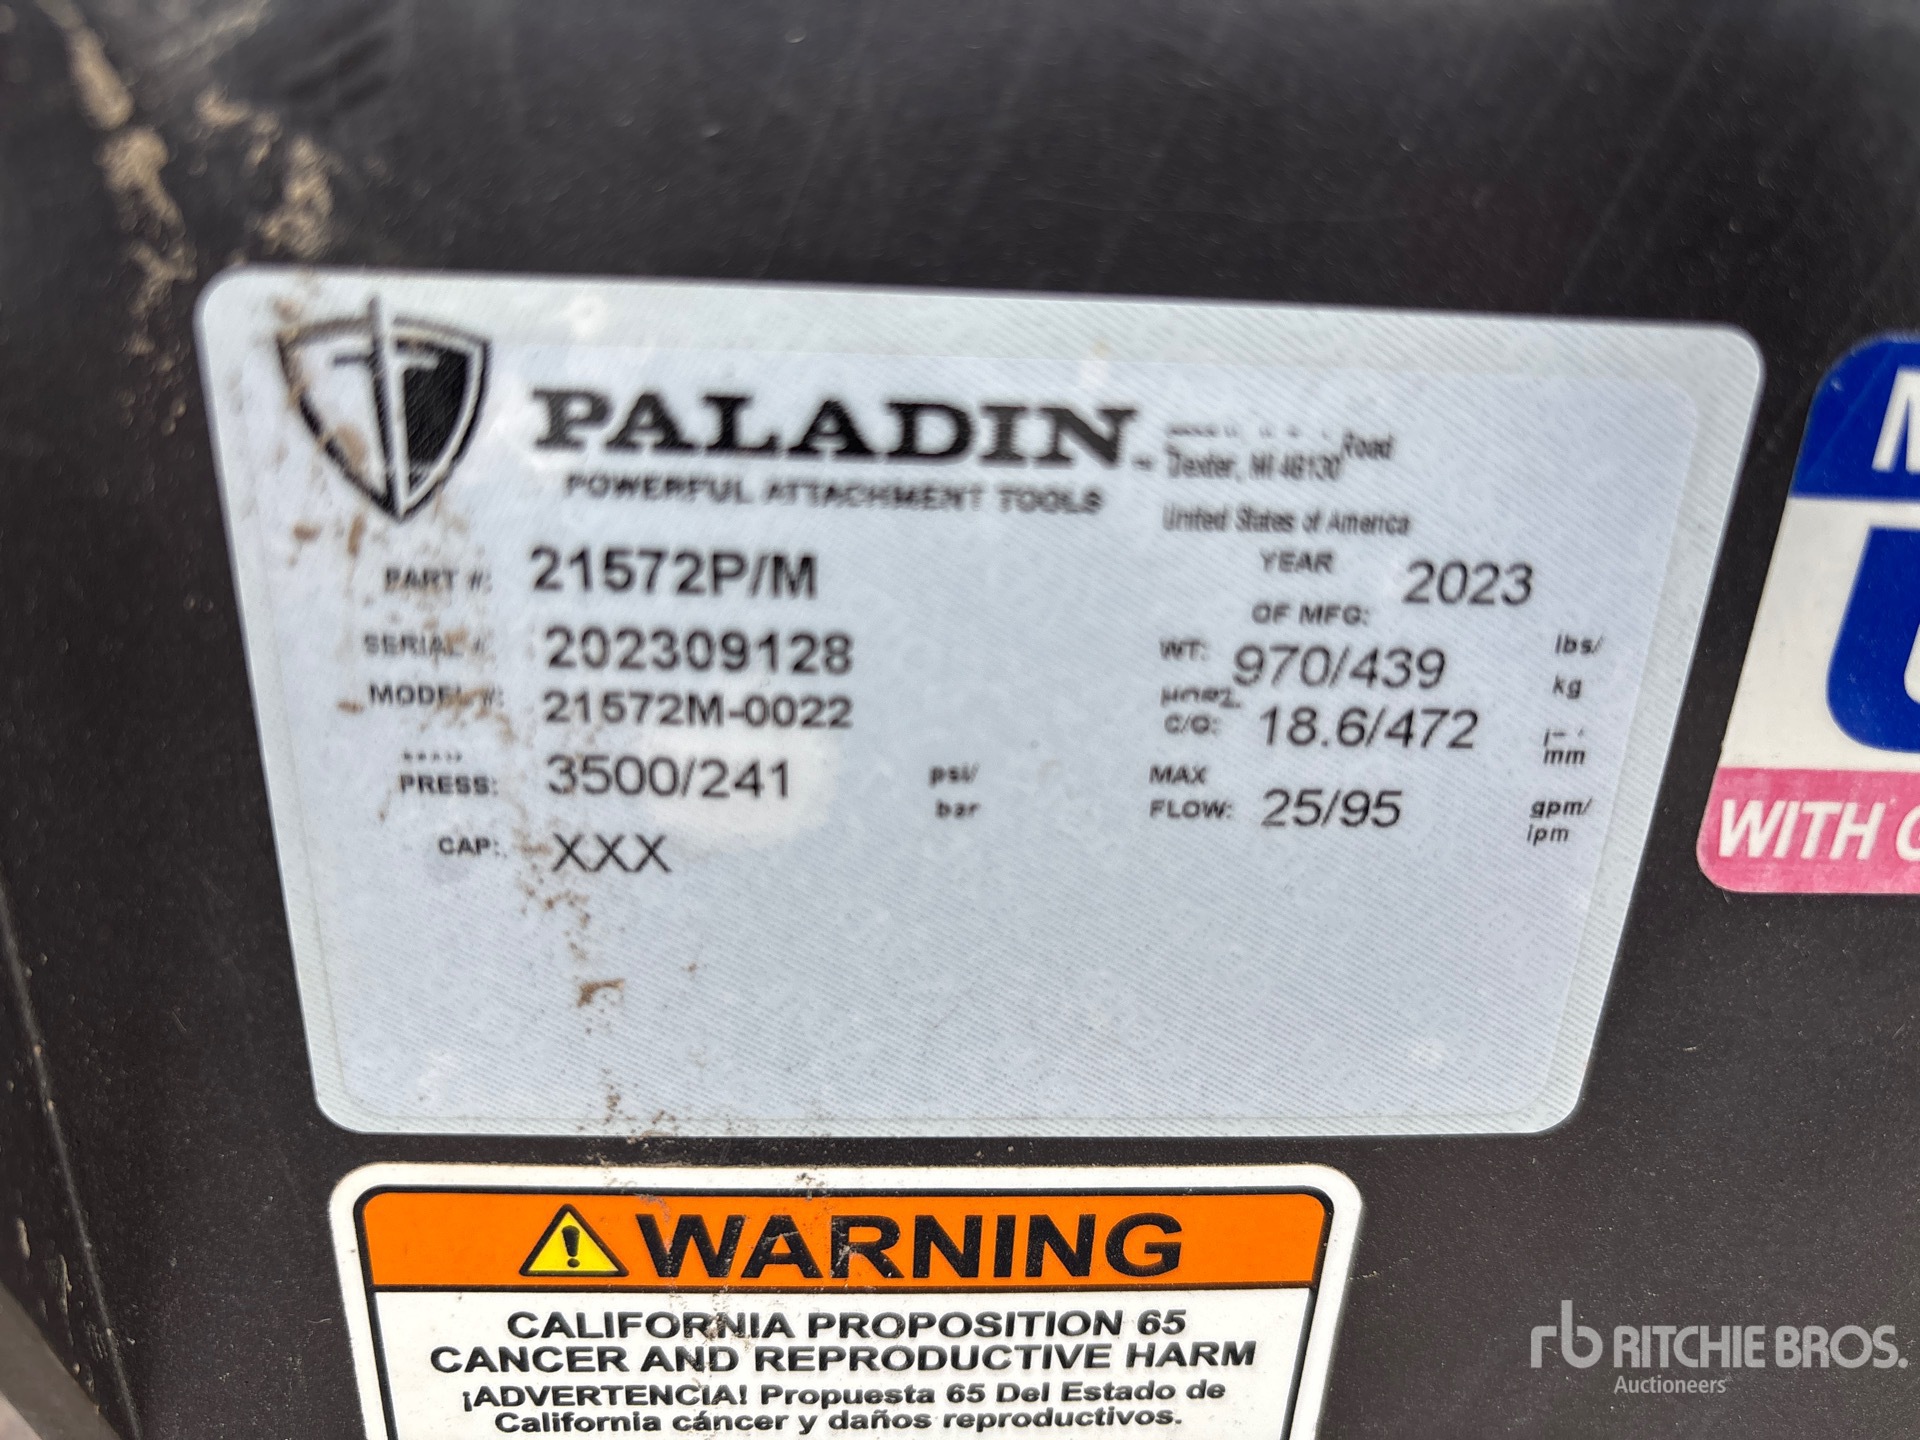 PALADIN
POWERFUL ATTACHMENT TOOLS
Road
Dexter, MI 48130
United States of America
PART #: 21572P/M
YEAR OF MFG: 2023
SERIAL #: 202309128
WT: 970/439 lbs/ kg
MODEL #: 21572M-0022
HORZ C/G: 18.6/472 mm
PRESS: 3500/241 psi/ bar
MAX FLOW: 25/95 gpm/ lpm
CAP: XXX
WITH
WARNING
CALIFORNIA PROPOSITION 65
CANCER AND REPRODUCTIVE HARM
¡ADVERTENCIA! Propuesta 65 Del Estado de
California cáncer y daños reproductivos.
rb RITCHIE BROS.
Auctioneers